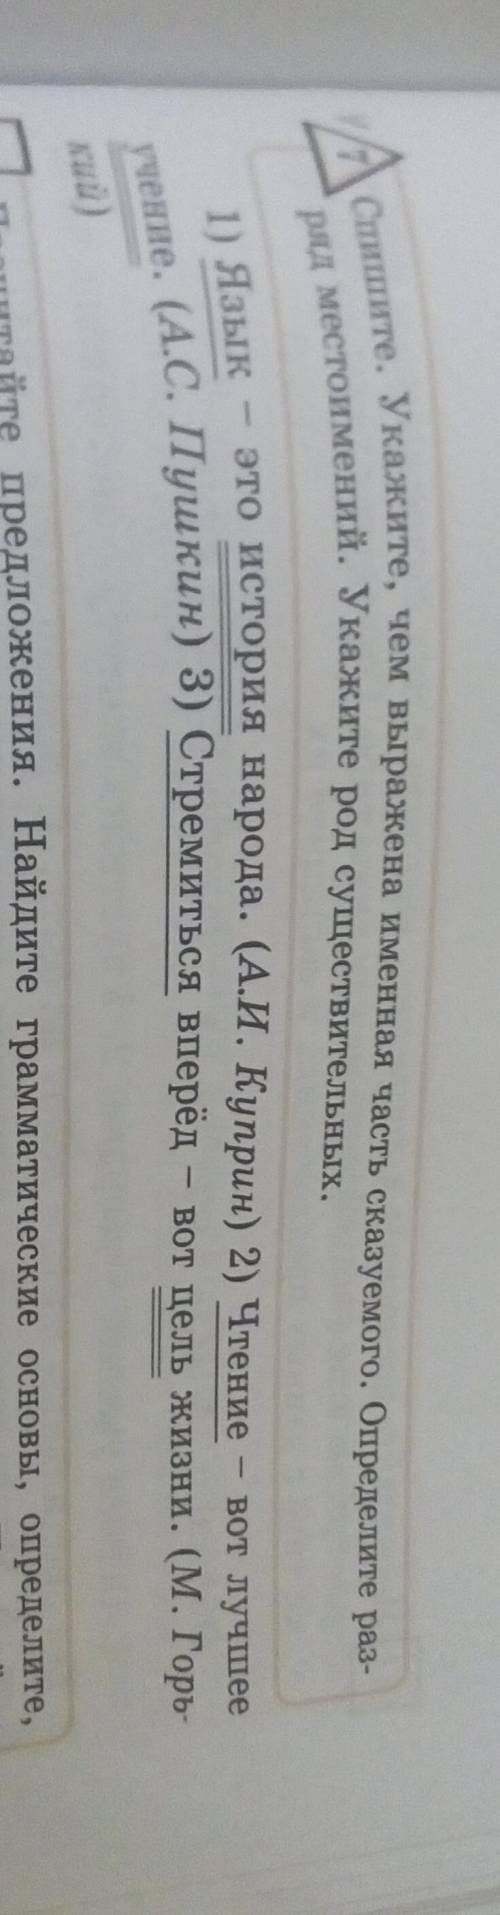 7 Спишите. Укажите, чем выражена именная часть сказуемого. Определите раз-
ряд местоимений. Укажите род существительных.
1) Язык – это история народа. (А.И. Куприн) 2) Чтение – вот лучшее
учение. (А.С. Пушкин) 3) Стремиться вперёд – вот цель жизни. (М. Горь-
кий)
предложения. Найдите грамматические основы, определите,